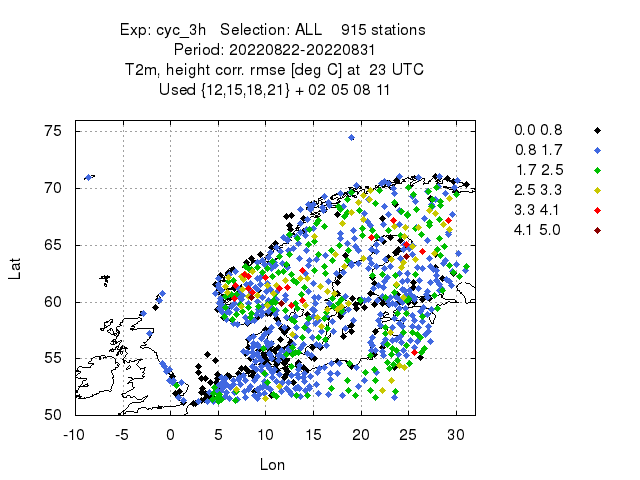 Exp: cyc_3h   Selection: ALL    915 stations
Period: 20220822-20220831
T2m, height corr. rmse [deg C] at  23 UTC
Used {12,15,18,21} + 02 05 08 11
0.0 0.8
0.8 1.7
1.7 2.5
2.5 3.3
3.3 4.1
4.1 5.0
75
70
65
60
55
50
Lat
-10 -5 0 5 10 15 20 25 30
Lon